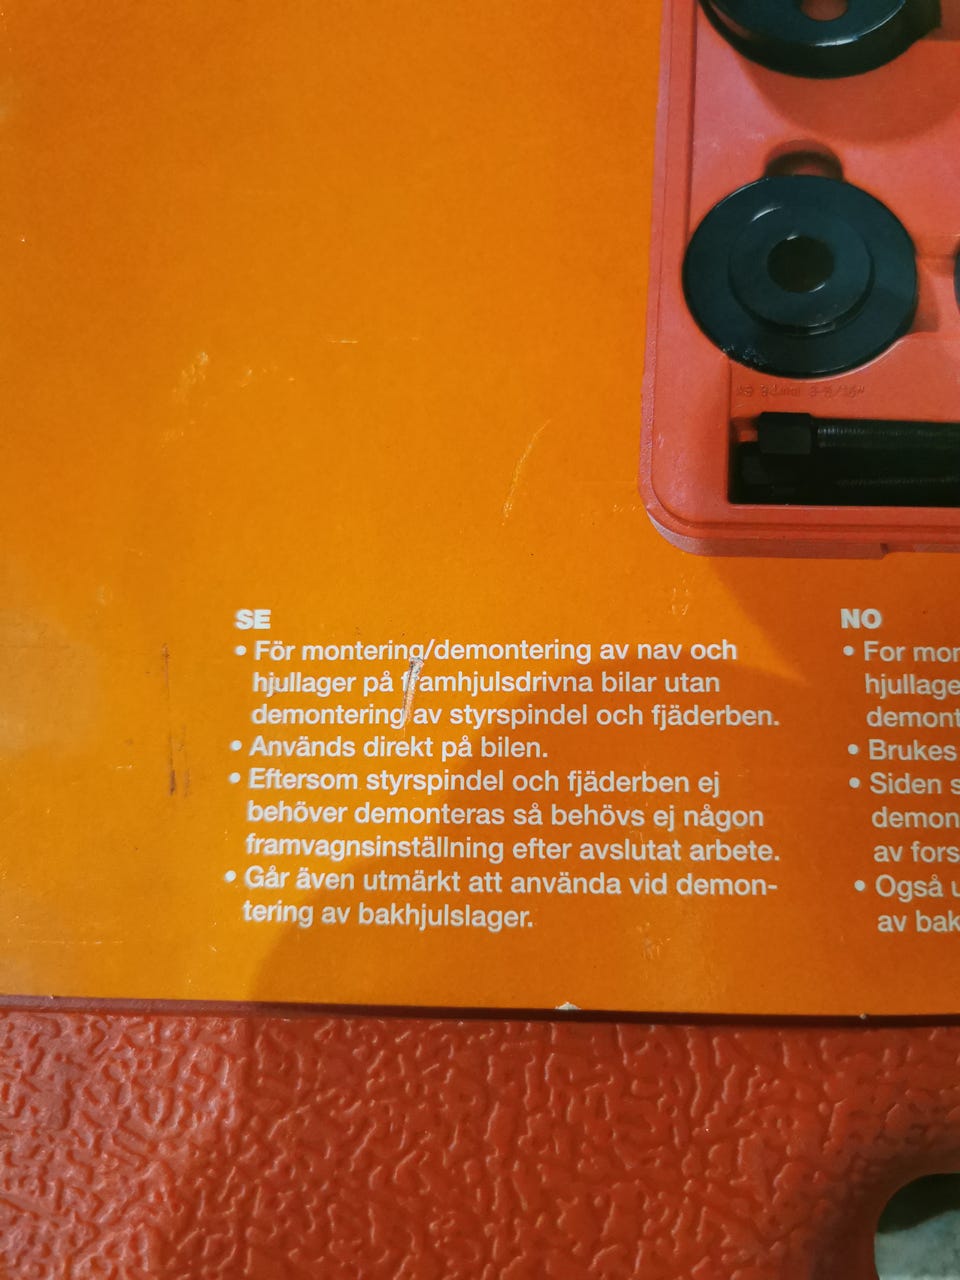 SE
• För montering/demontering av nav och
hjullager på framhjulsdrivna bilar utan
demontering av styrspindel och fjäderben.
• Används direkt på bilen.
• Eftersom styrspindel och fjäderben ej
behöver demonteras så behövs ej någon
framvagnsinställning efter avslutat arbete.
• Går även utmärkt att använda vid demon-
tering av bakhjulslager.
NO
• For mon
hjullage
demont
• Brukes
• Siden s
demon
av fors
• Også u
av bak